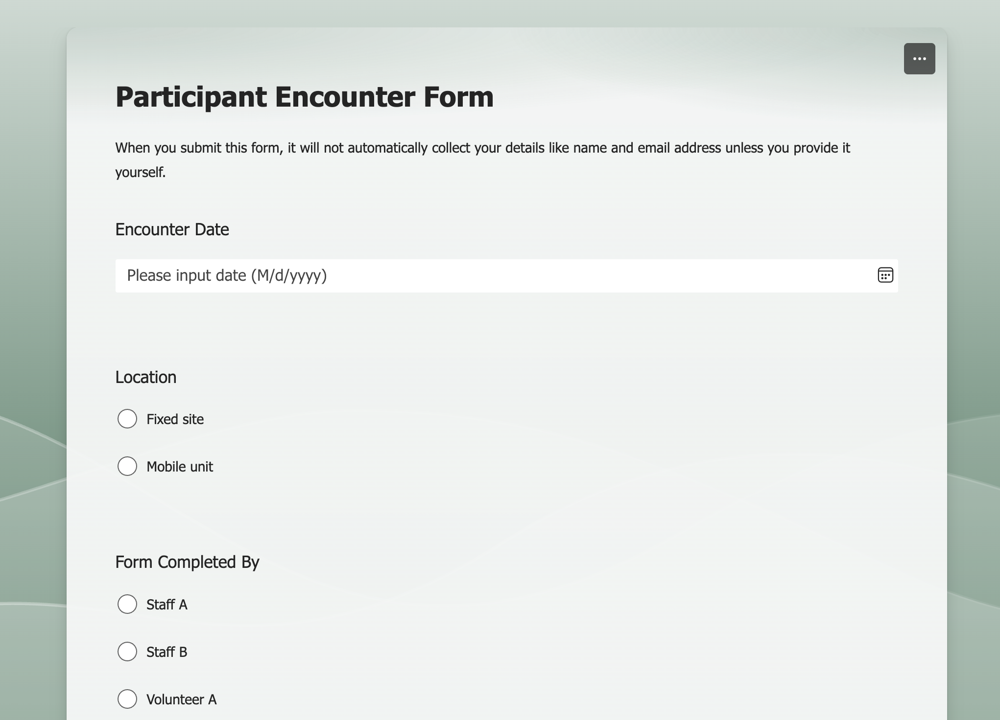 Participant Encounter Form
When you submit this form, it will not automatically collect your details like name and email address unless you provide it
yourself.
Encounter Date
Please input date (M/d/yyyy)
Location
Fixed site
Mobile unit
Form Completed By
Staff A
Staff B
Volunteer A